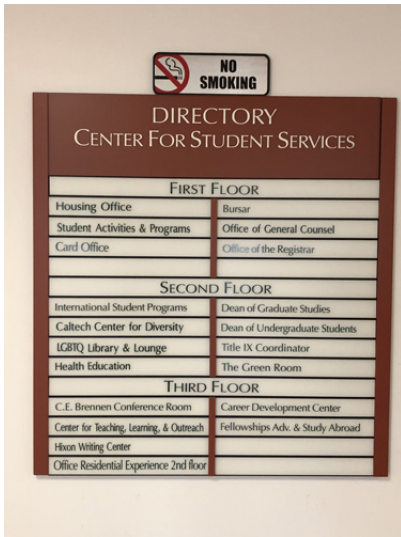 NO
SMOKING
DIRECTORY
CENTER FOR STUDENT SERVICES
FIRST FLOOR
Housing Office
Bursar
Student Activities & Programs
Office of General Counsel
Card Office
Office of the Registrar
SECOND FLOOR
International Student Programs
Dean of Graduate Studies
Caltech Center for Diversity
Dean of Undergraduate Students
LGBTQ Library & Lounge
Title IX Coordinator
Health Education
The Green Room
THIRD FLOOR
C.E. Brennen Conference Room
Career Development Center
Center for Teaching, Learning, & Outreach
Fellowships Adv. & Study Abroad
Hixon Writing Center
Office Residential Experience 2nd floor